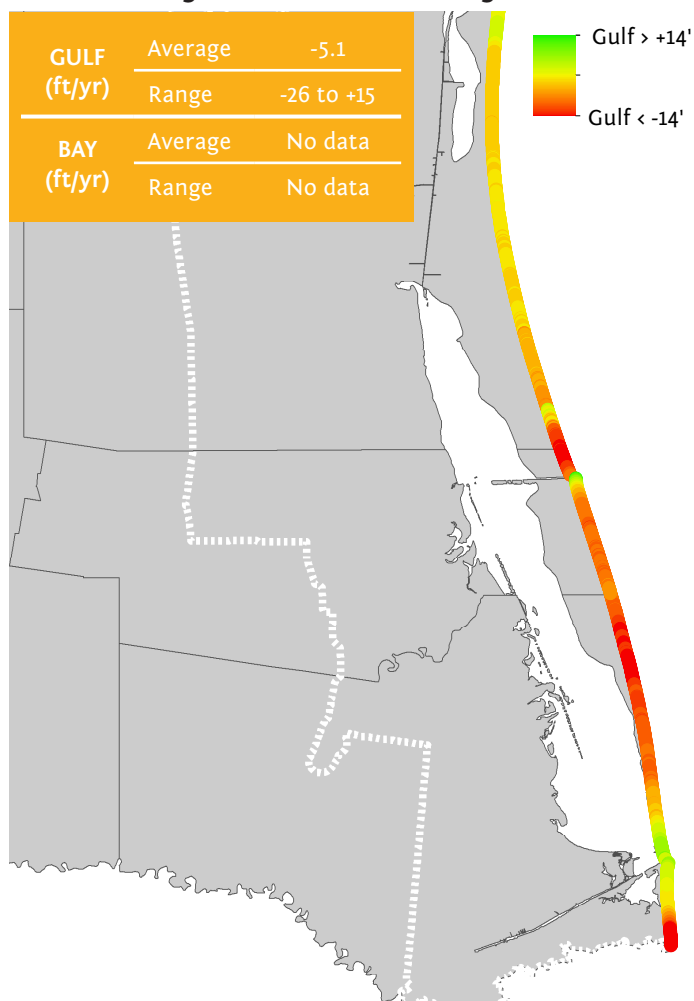 GULF
(ft/yr)
Average -5.1
Range -26 to +15
BAY
(ft/yr)
Average No data
Range No data
Gulf > +14'
Gulf < -14'